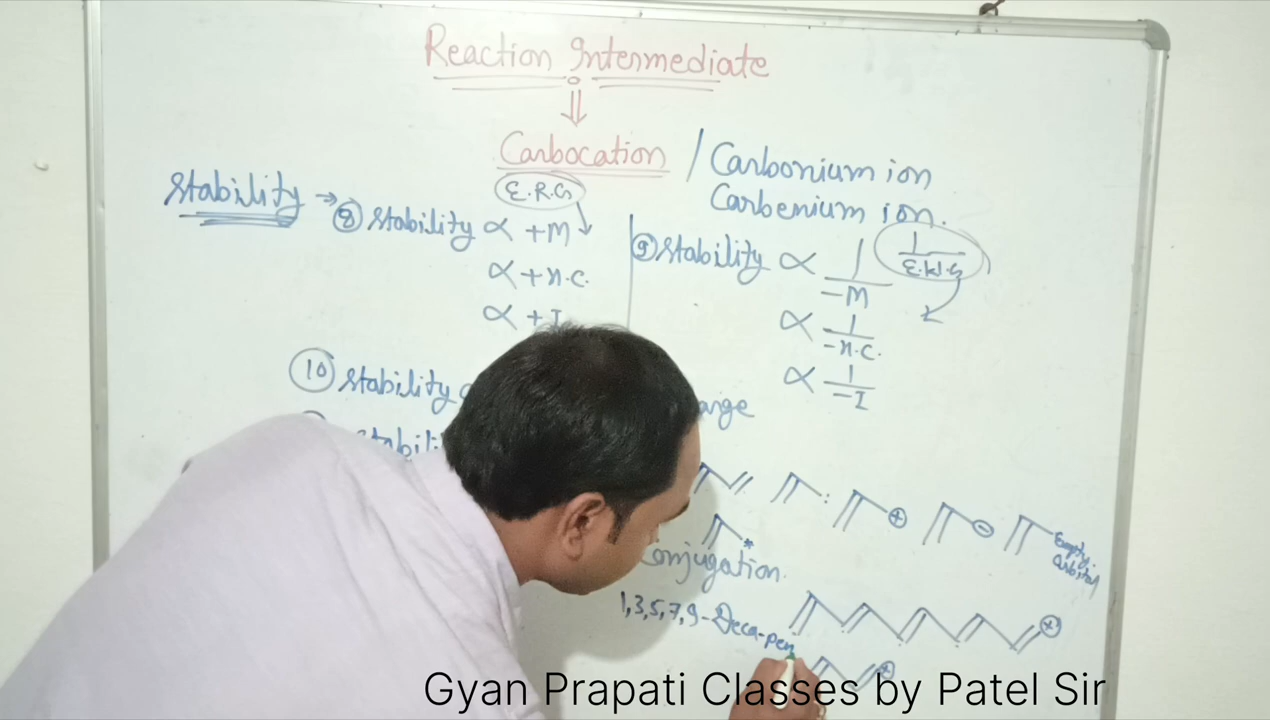 Reaction Intermediate
⇓
Carbocation / Carbonium ion
Carbenium ion.
Stability → ⑧ Stability ∝ +M
E.R.G
∝ +H.C.
∝ +I
⑨ Stability ∝ 1/-M
1/E.W.G
∝ 1/-H.C.
∝ 1/-I
⑩ Stability
Conjugation.
⊕
⊖
Empty orbital
*
1,3,5,7,9-Deca-pen
⊕
⊕
Gyan Prapati Classes by Patel Sir